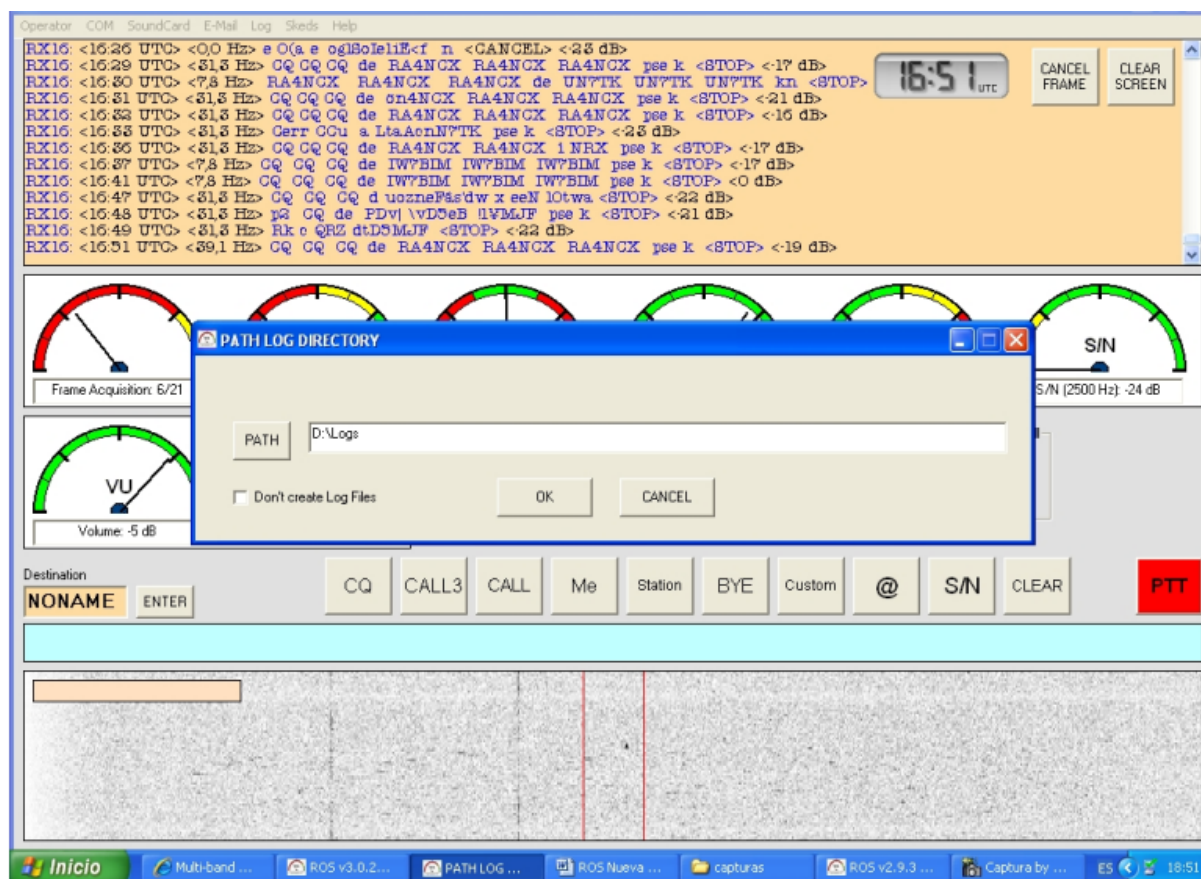 Operator COM SoundCard E-Mail Log Skeds Help
RX16: <16:26 UTC> <0,0 Hz> e O(a e oglSoIeliE<f n <CANCEL> <-23 dB>
RX16: <16:29 UTC> <31,3 Hz> CQ CQ CQ de RA4NCX RA4NCX RA4NCX pse k <STOP> <-17 dB>
RX16: <16:30 UTC> <7,8 Hz> RA4NCX RA4NCX RA4NCX de UN7TK UN7TK UN7TK kn <STOP>
RX16: <16:31 UTC> <31,3 Hz> CQ CQ CQ de on4NCX RA4NCX RA4NCX pse k <STOP> <-21 dB>
RX16: <16:32 UTC> <31,3 Hz> CQ CQ CQ de RA4NCX RA4NCX RA4NCX pse k <STOP> <-16 dB>
RX16: <16:33 UTC> <31,3 Hz> Cerr CCu a LtaAcnN7TK pse k <STOP> <-23 dB>
RX16: <16:36 UTC> <31,3 Hz> CQ CQ CQ de RA4NCX RA4NCX 1 NRX pse k <STOP> <-17 dB>
RX16: <16:37 UTC> <7,8 Hz> CQ CQ CQ de IW7BIM IW7BIM IW7BIM pse k <STOP> <-17 dB>
RX16: <16:41 UTC> <7,8 Hz> CQ CQ CQ de IW7BIM IW7BIM IW7BIM pse k <STOP> <0 dB>
RX16: <16:47 UTC> <31,3 Hz> CQ CQ CQ d uozneFäs'dw x eeN lOtwa <STOP> <-22 dB>
RX16: <16:48 UTC> <31,3 Hz> p2 CQ de PDv| \vD5eB !1¥MJF pse k <STOP> <-21 dB>
RX16: <16:49 UTC> <31,3 Hz> Rk c QRZ dtD5MJF <STOP> <-22 dB>
RX16: <16:51 UTC> <39,1 Hz> CQ CQ CQ de RA4NCX RA4NCX RA4NCX pse k <STOP> <-19 dB>
16:51 UTC
CANCEL FRAME
CLEAR SCREEN
PATH LOG DIRECTORY
S/N
Frame Acquisition: 6/21
S/N (2500 Hz): -24 dB
PATH
D:\Logs
Don't create Log Files
OK
CANCEL
VU
Volume: -5 dB
Destination
NONAME
ENTER
CQ
CALL3
CALL
Me
Station
BYE
Custom
@
S/N
CLEAR
PTT
Inicio
Multi-band ...
ROS v3.0.2...
PATH LOG ...
ROS Nueva ...
capturas
ROS v2.9.3 ...
Captura by ...
ES
18:51